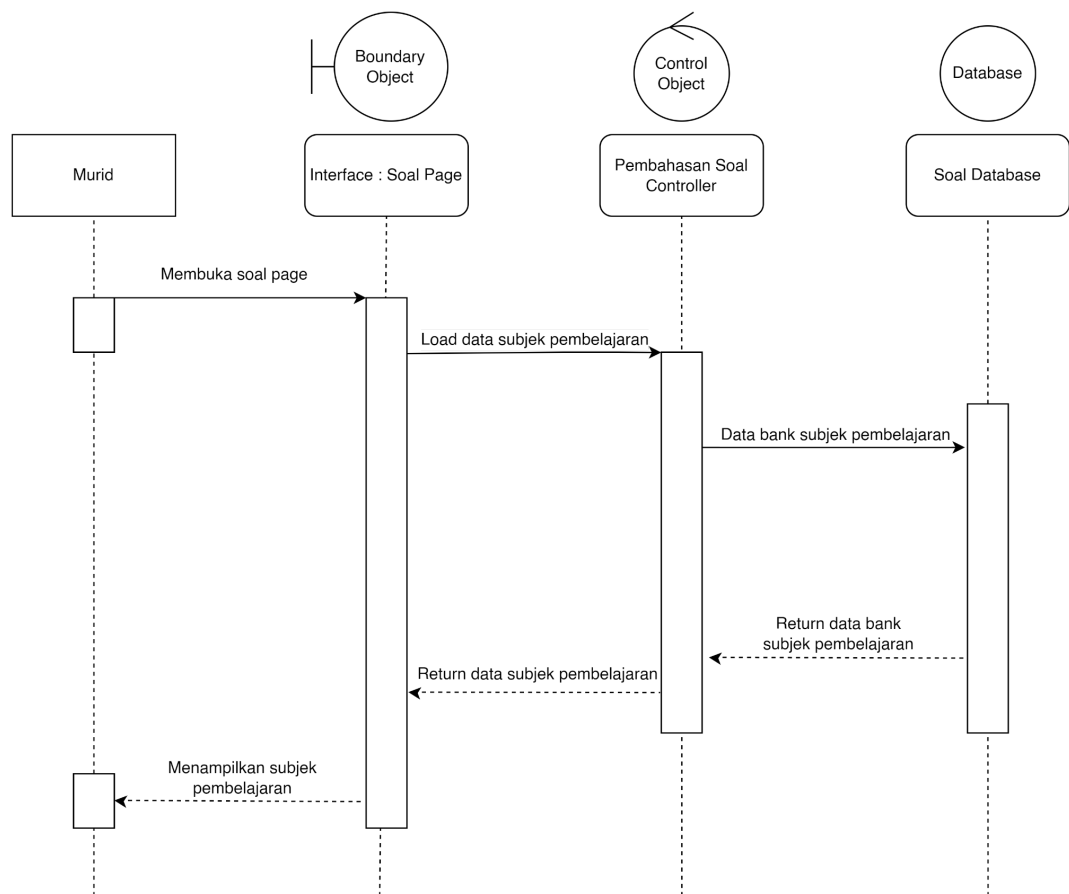 Boundary
Object
Control
Object
Database
Murid
Interface : Soal Page
Pembahasan Soal
Controller
Soal Database
Membuka soal page
Load data subjek pembelajaran
Data bank subjek pembelajaran
Return data bank
subjek pembelajaran
Return data subjek pembelajaran
Menampilkan subjek
pembelajaran